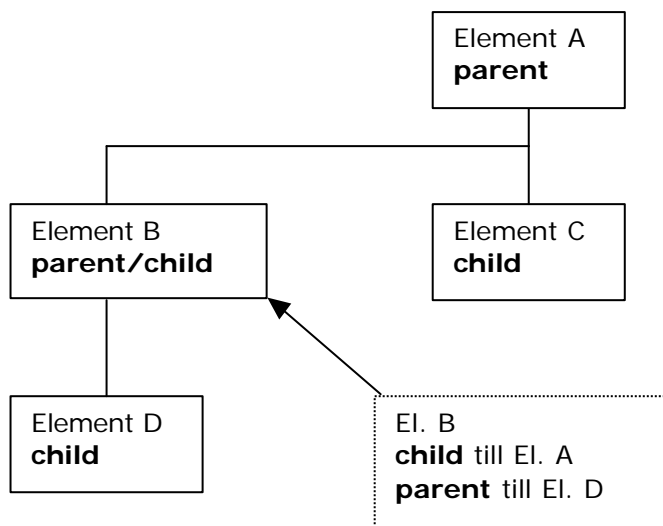 Element A
parent
Element B
parent/child
Element C
child
Element D
child
El. B
child till El. A
parent till El. D